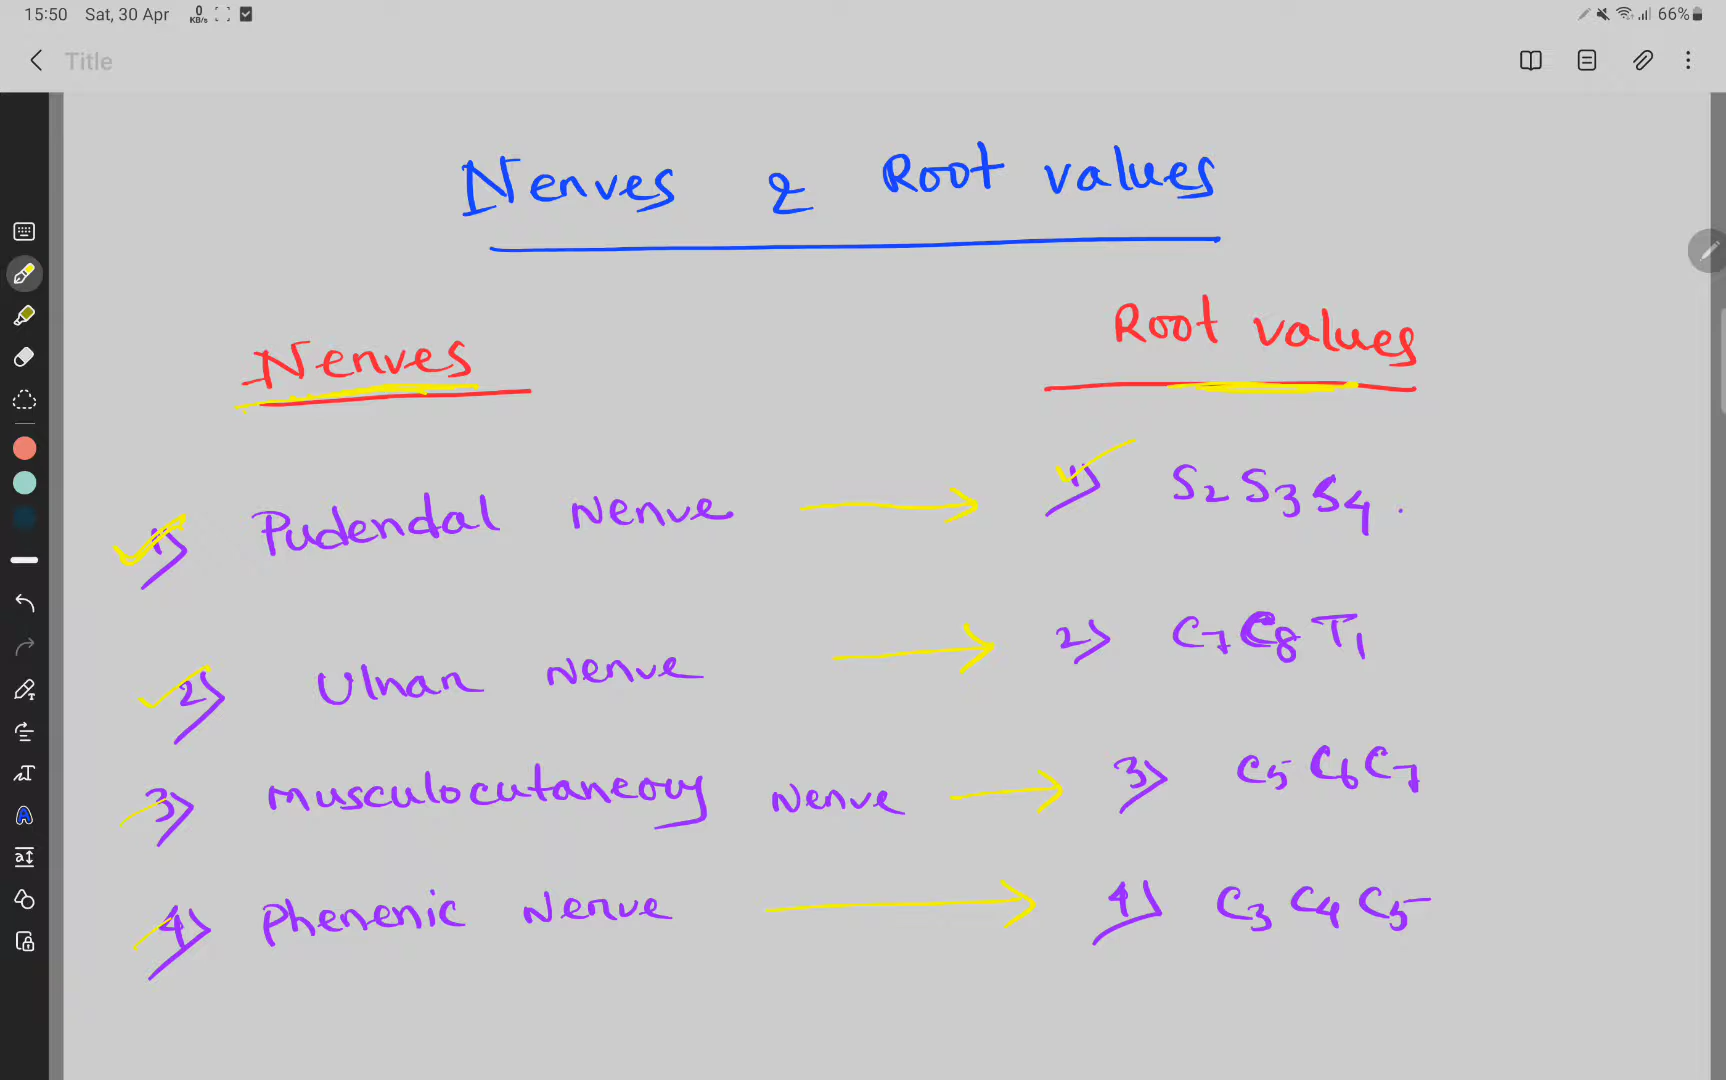 15:50 Sat, 30 Apr 0 KB/s 66%
Title
Nerves & Root values
Nerves Root values
1) Pudendal Nerve → 1) S2 S3 S4.
2) Ulnar Nerve → 2) C7 C8 T1
3) Musculocutaneous Nerve → 3) C5 C6 C7
4) Phrenic Nerve → 4) C3 C4 C5